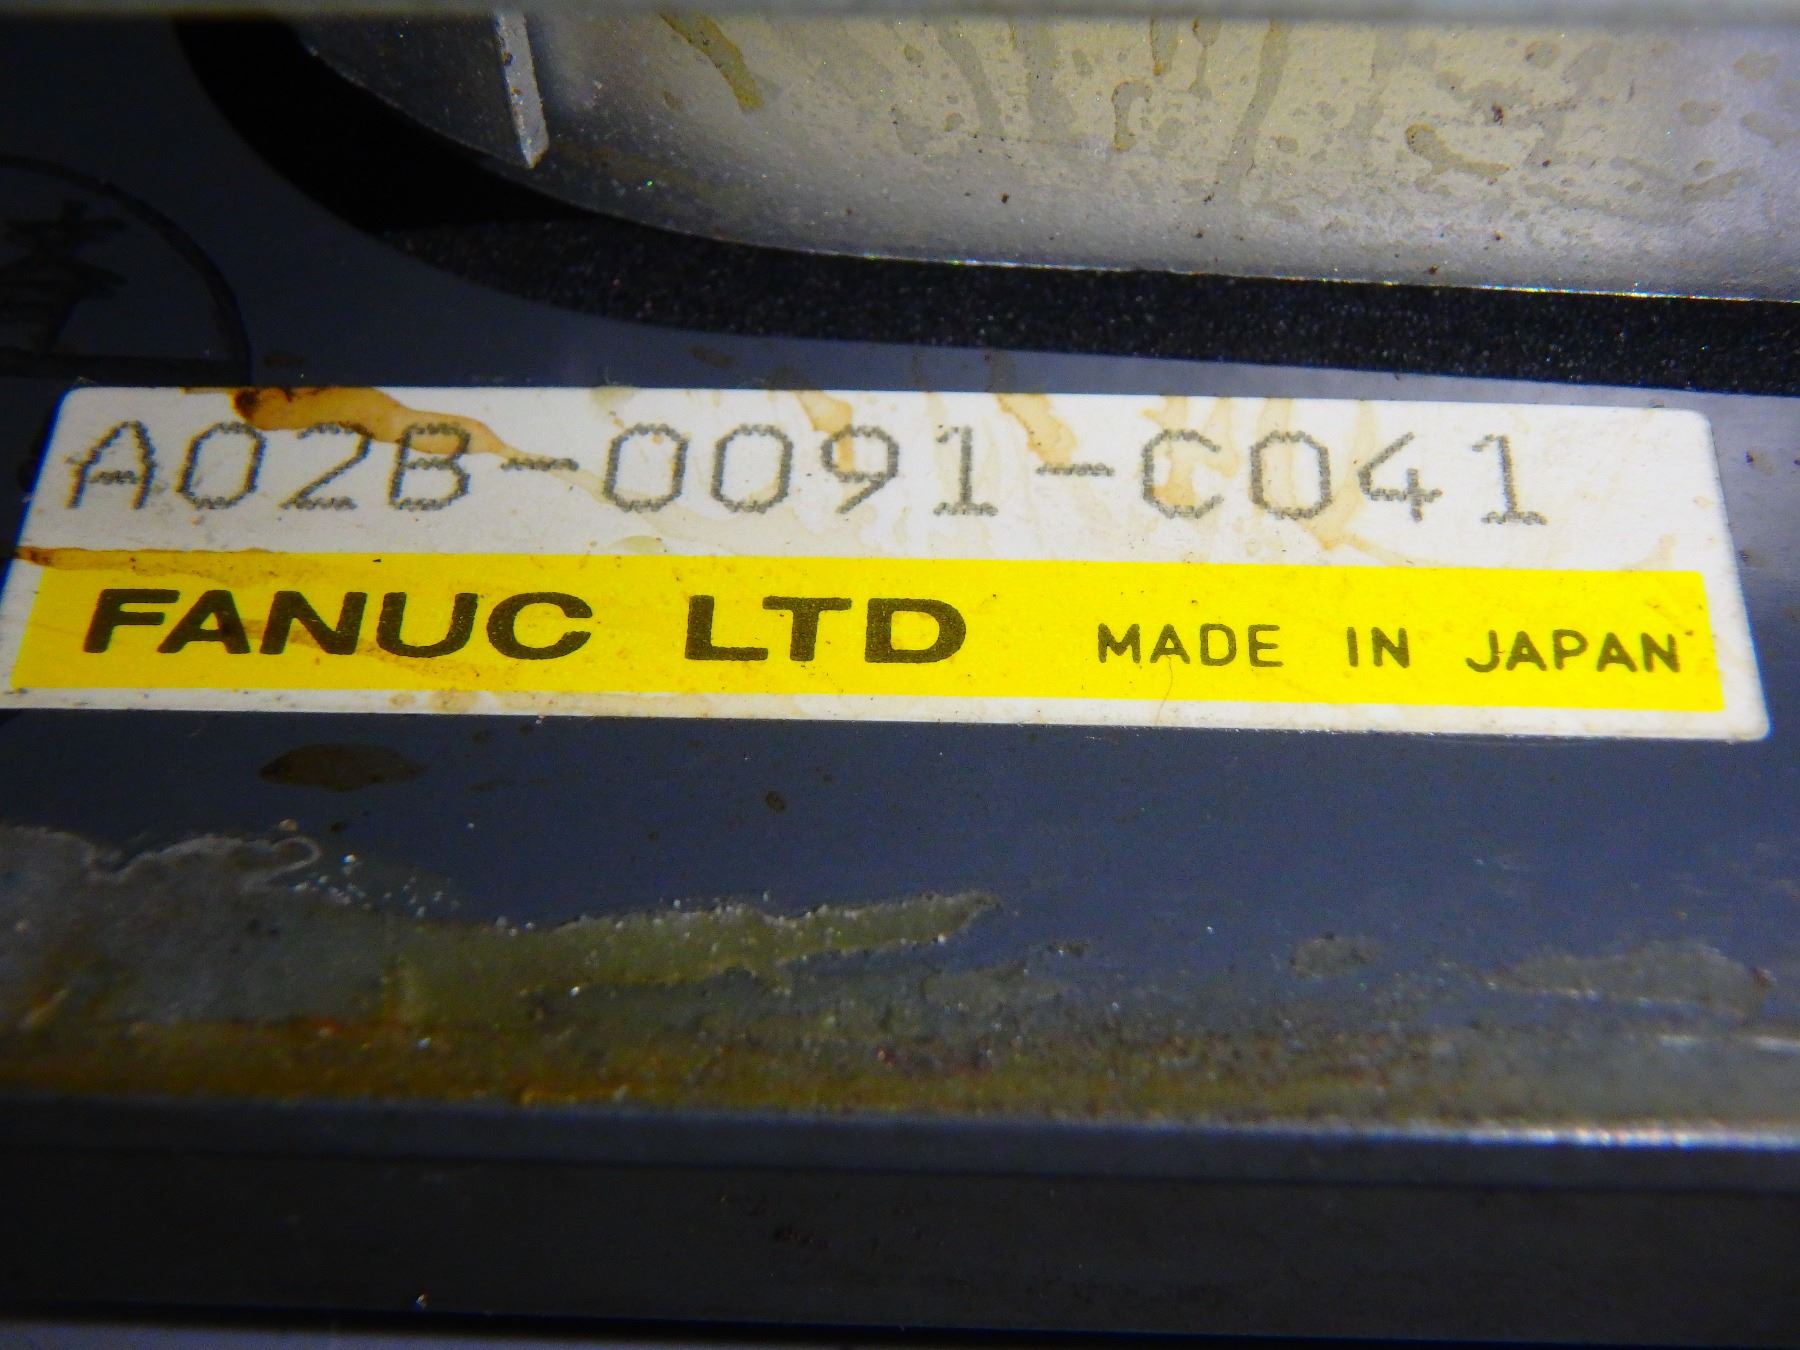 A02B-0091-C041
FANUC LTD MADE IN JAPAN